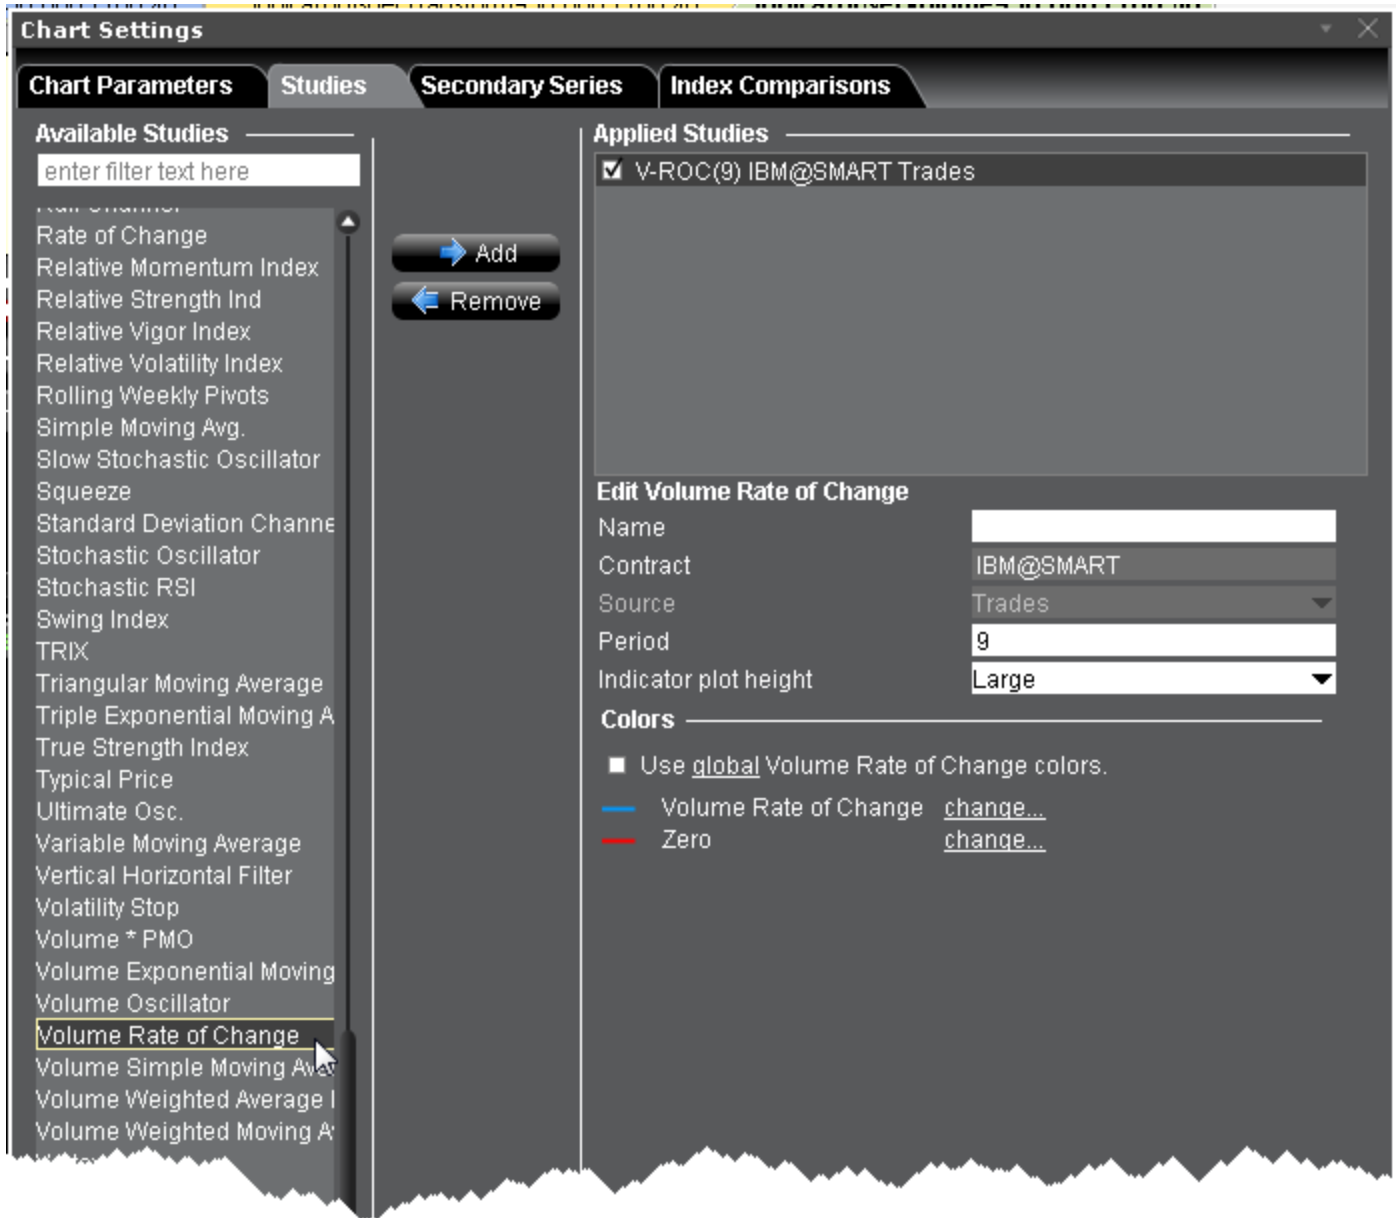 Chart Settings
Chart Parameters
Studies
Secondary Series
Index Comparisons
Available Studies
enter filter text here
Rate of Change
Relative Momentum Index
Relative Strength Ind
Relative Vigor Index
Relative Volatility Index
Rolling Weekly Pivots
Simple Moving Avg.
Slow Stochastic Oscillator
Squeeze
Standard Deviation Channe
Stochastic Oscillator
Stochastic RSI
Swing Index
TRIX
Triangular Moving Average
Triple Exponential Moving A
True Strength Index
Typical Price
Ultimate Osc.
Variable Moving Average
Vertical Horizontal Filter
Volatility Stop
Volume * PMO
Volume Exponential Moving
Volume Oscillator
Volume Rate of Change
Volume Simple Moving Aver
Volume Weighted Average
Volume Weighted Moving Av
Add
Remove
Applied Studies
V-ROC(9) IBM@SMART Trades
Edit Volume Rate of Change
Name
Contract IBM@SMART
Source Trades
Period 9
Indicator plot height Large
Colors
Use global Volume Rate of Change colors.
Volume Rate of Change change...
Zero change...